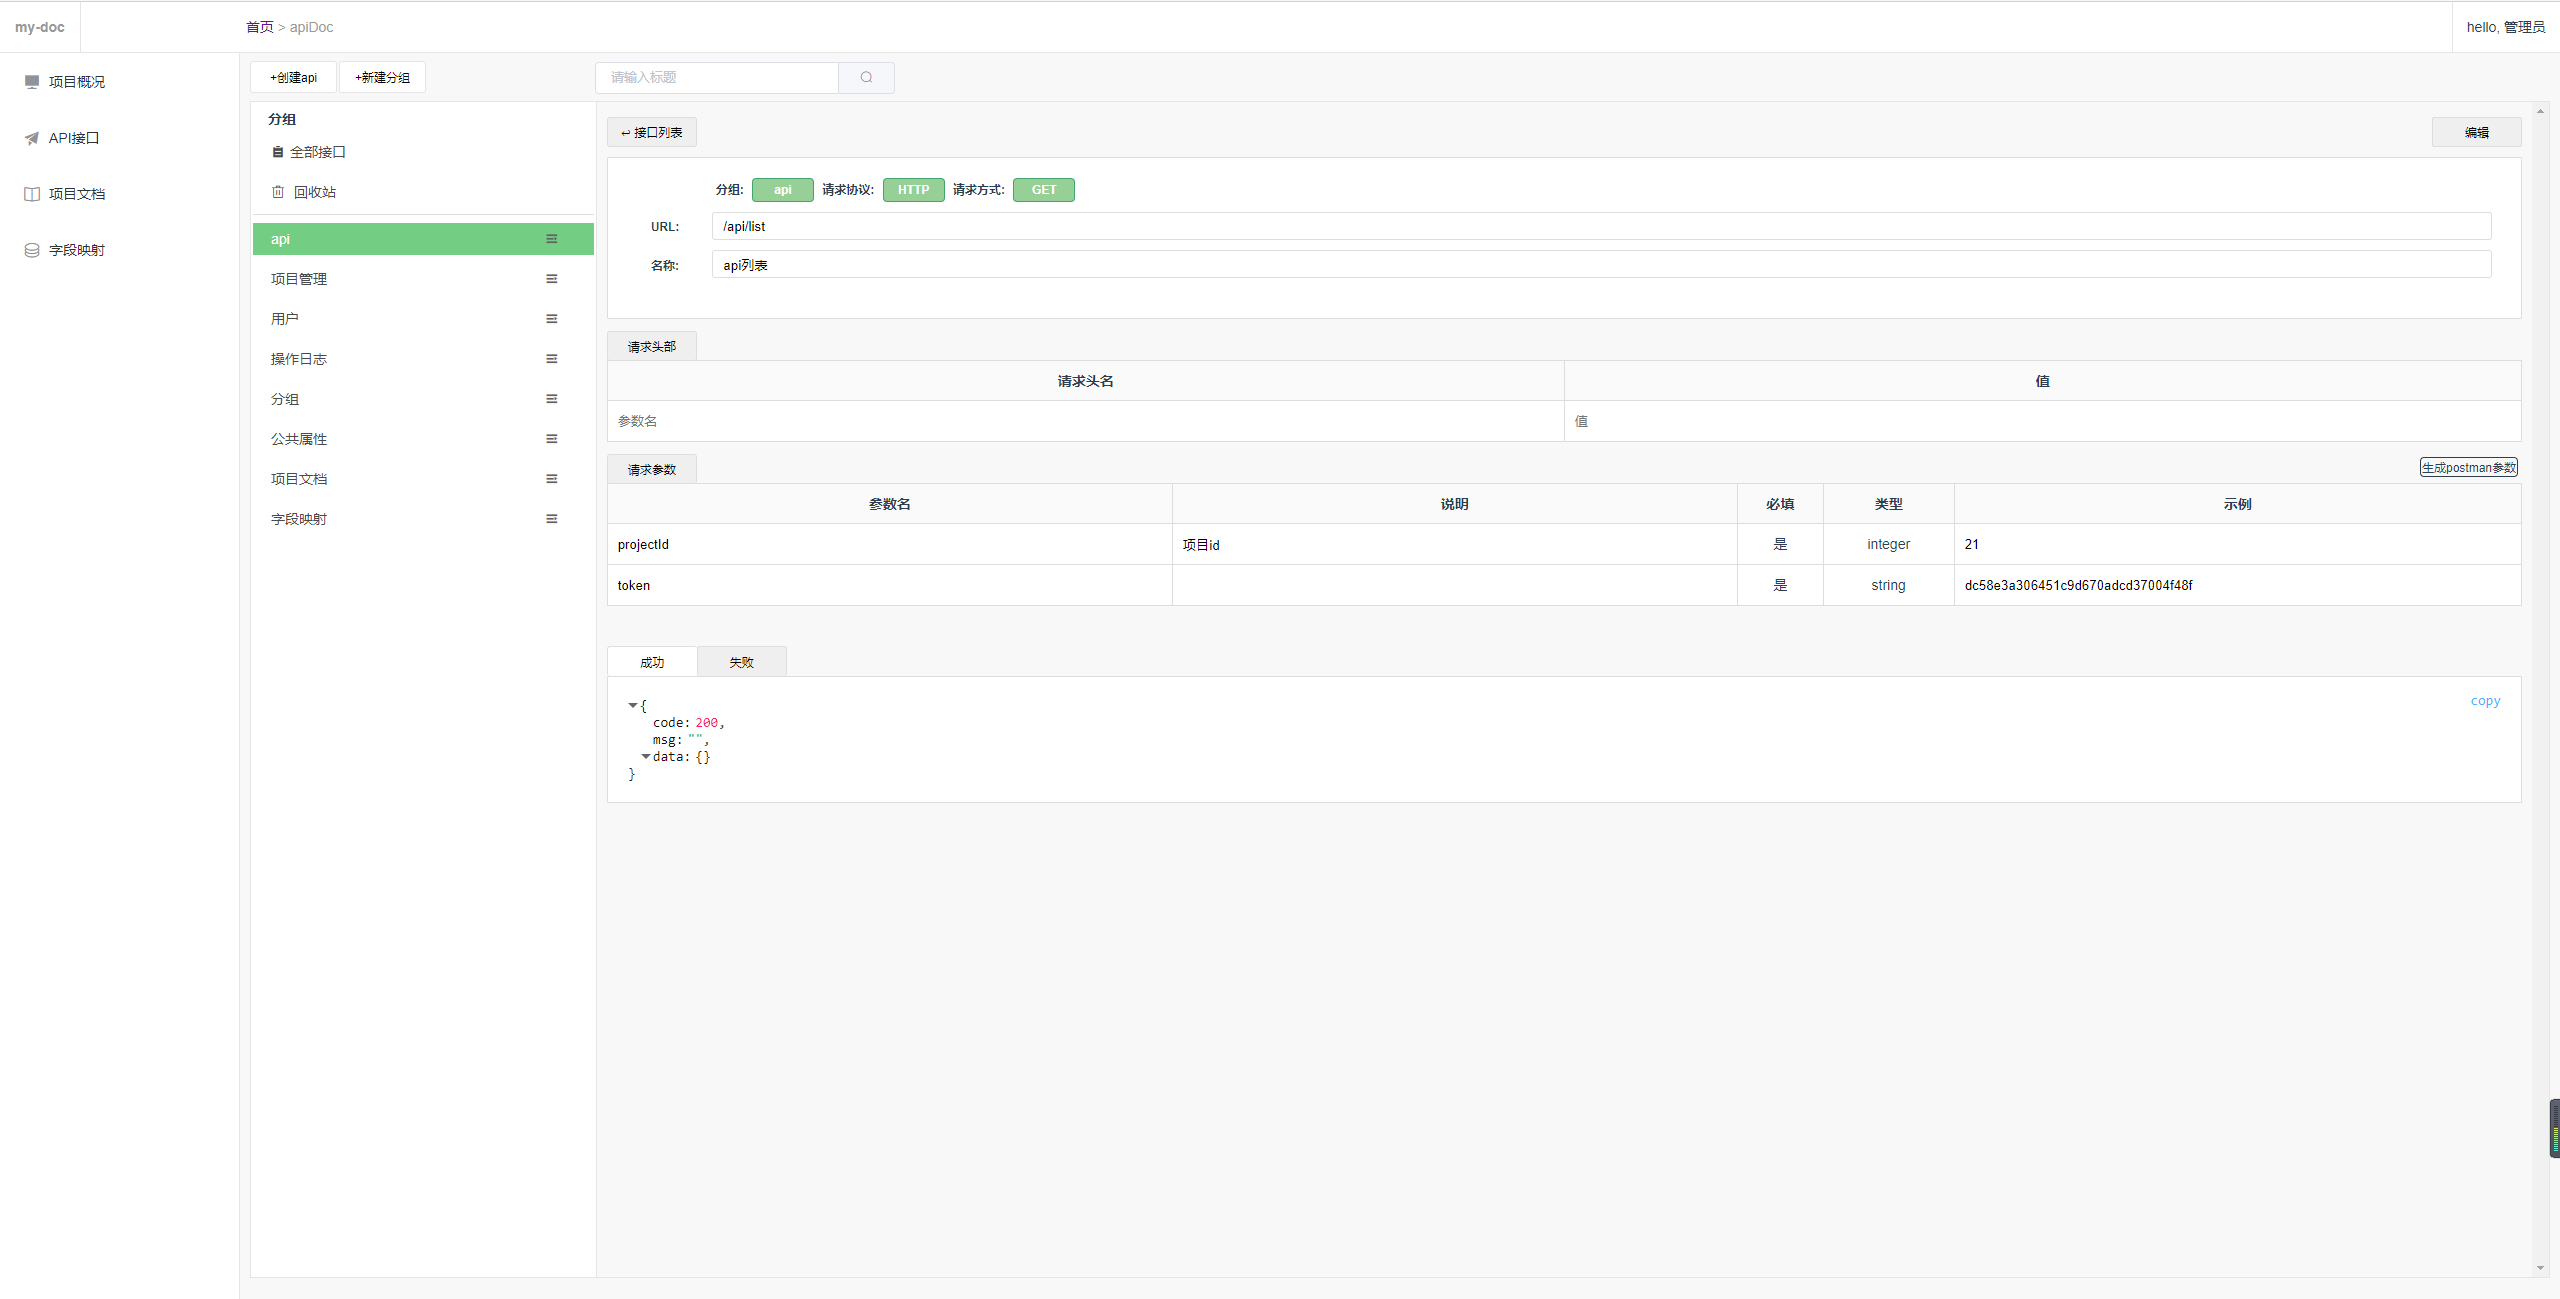 my-doc
首页 > apiDoc
hello, 管理员
项目概况
API接口
项目文档
字段映射
+创建api
+新建分组
请输入标题
分组
全部接口
回收站
api
项目管理
用户
操作日志
分组
公共属性
项目文档
字段映射
↩ 接口列表
编辑
分组: api 请求协议: HTTP 请求方式: GET
URL: /api/list
名称: api列表
请求头部
请求头名 值
参数名 值
请求参数
生成postman参数
参数名 说明 必填 类型 示例
projectId 项目id 是 integer 21
token 是 string dc58e3a306451c9d670adcd37004f48f
成功 失败
copy
{
code: 200,
msg: "",
data: {}
}